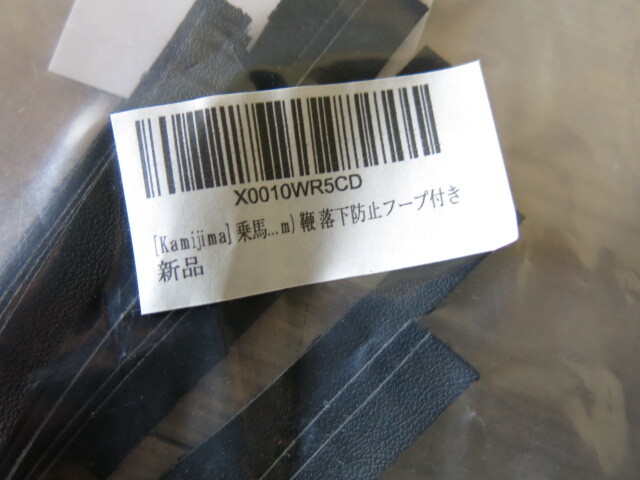 X0010WR5CD
[Kamijima] 乗馬...m) 鞭 落下防止フープ付き
新品